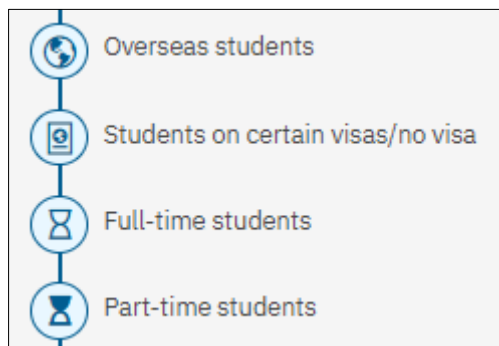 Overseas students
Students on certain visas/no visa
Full-time students
Part-time students